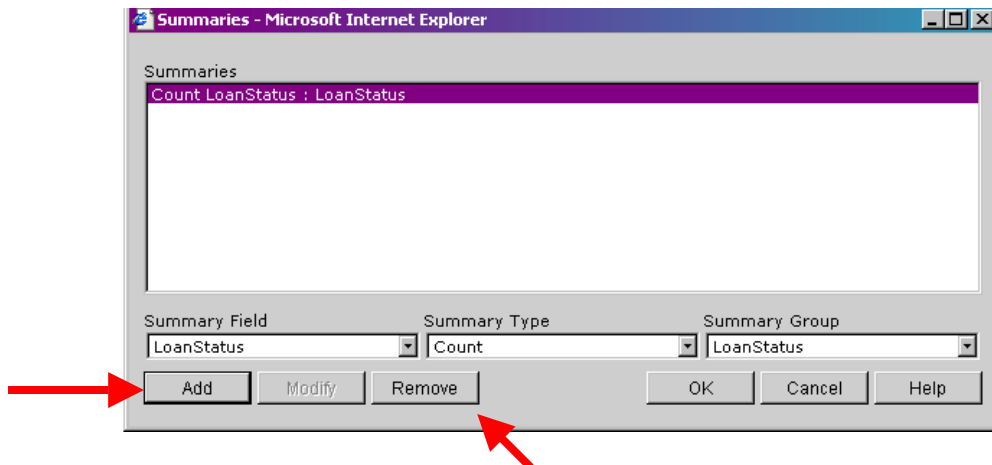 Summaries - Microsoft Internet Explorer
Summaries
Count LoanStatus : LoanStatus
Summary Field Summary Type Summary Group
LoanStatus Count LoanStatus
Add Modify Remove OK Cancel Help